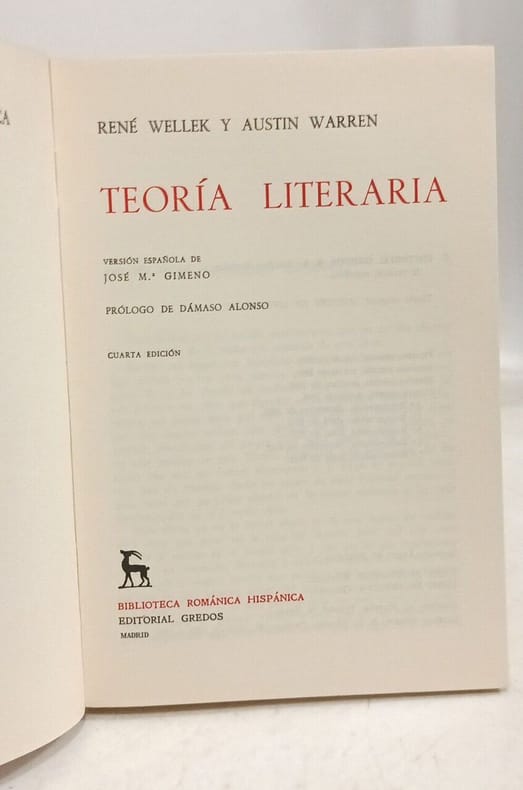 RENÉ WELLEK Y AUSTIN WARREN
TEORÍA LITERARIA
VERSIÓN ESPAÑOLA DE
JOSÉ M.ª GIMENO
PRÓLOGO DE DÁMASO ALONSO
CUARTA EDICIÓN
BIBLIOTECA ROMÁNICA HISPÁNICA
EDITORIAL GREDOS
MADRID